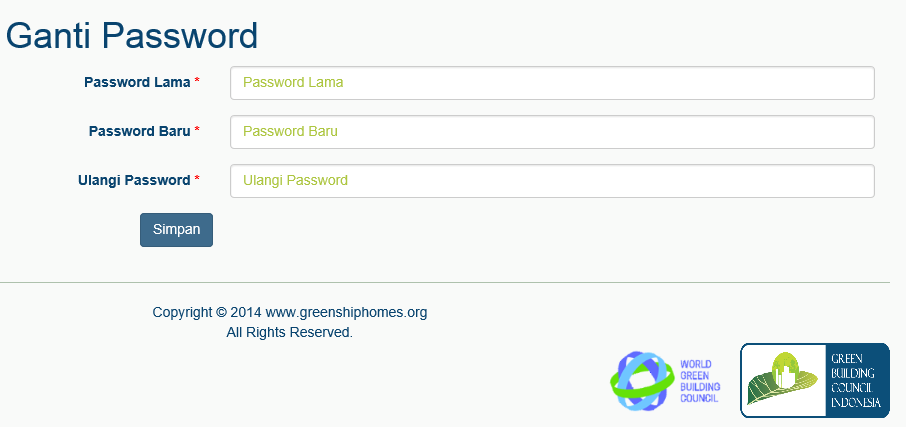 Ganti Password
Password Lama * Password Lama
Password Baru * Password Baru
Ulangi Password * Ulangi Password
Simpan
Copyright © 2014 www.greenshiphomes.org
All Rights Reserved.
WORLD
GREEN
BUILDING
COUNCIL
GREEN
BUILDING
COUNCIL
INDONESIA